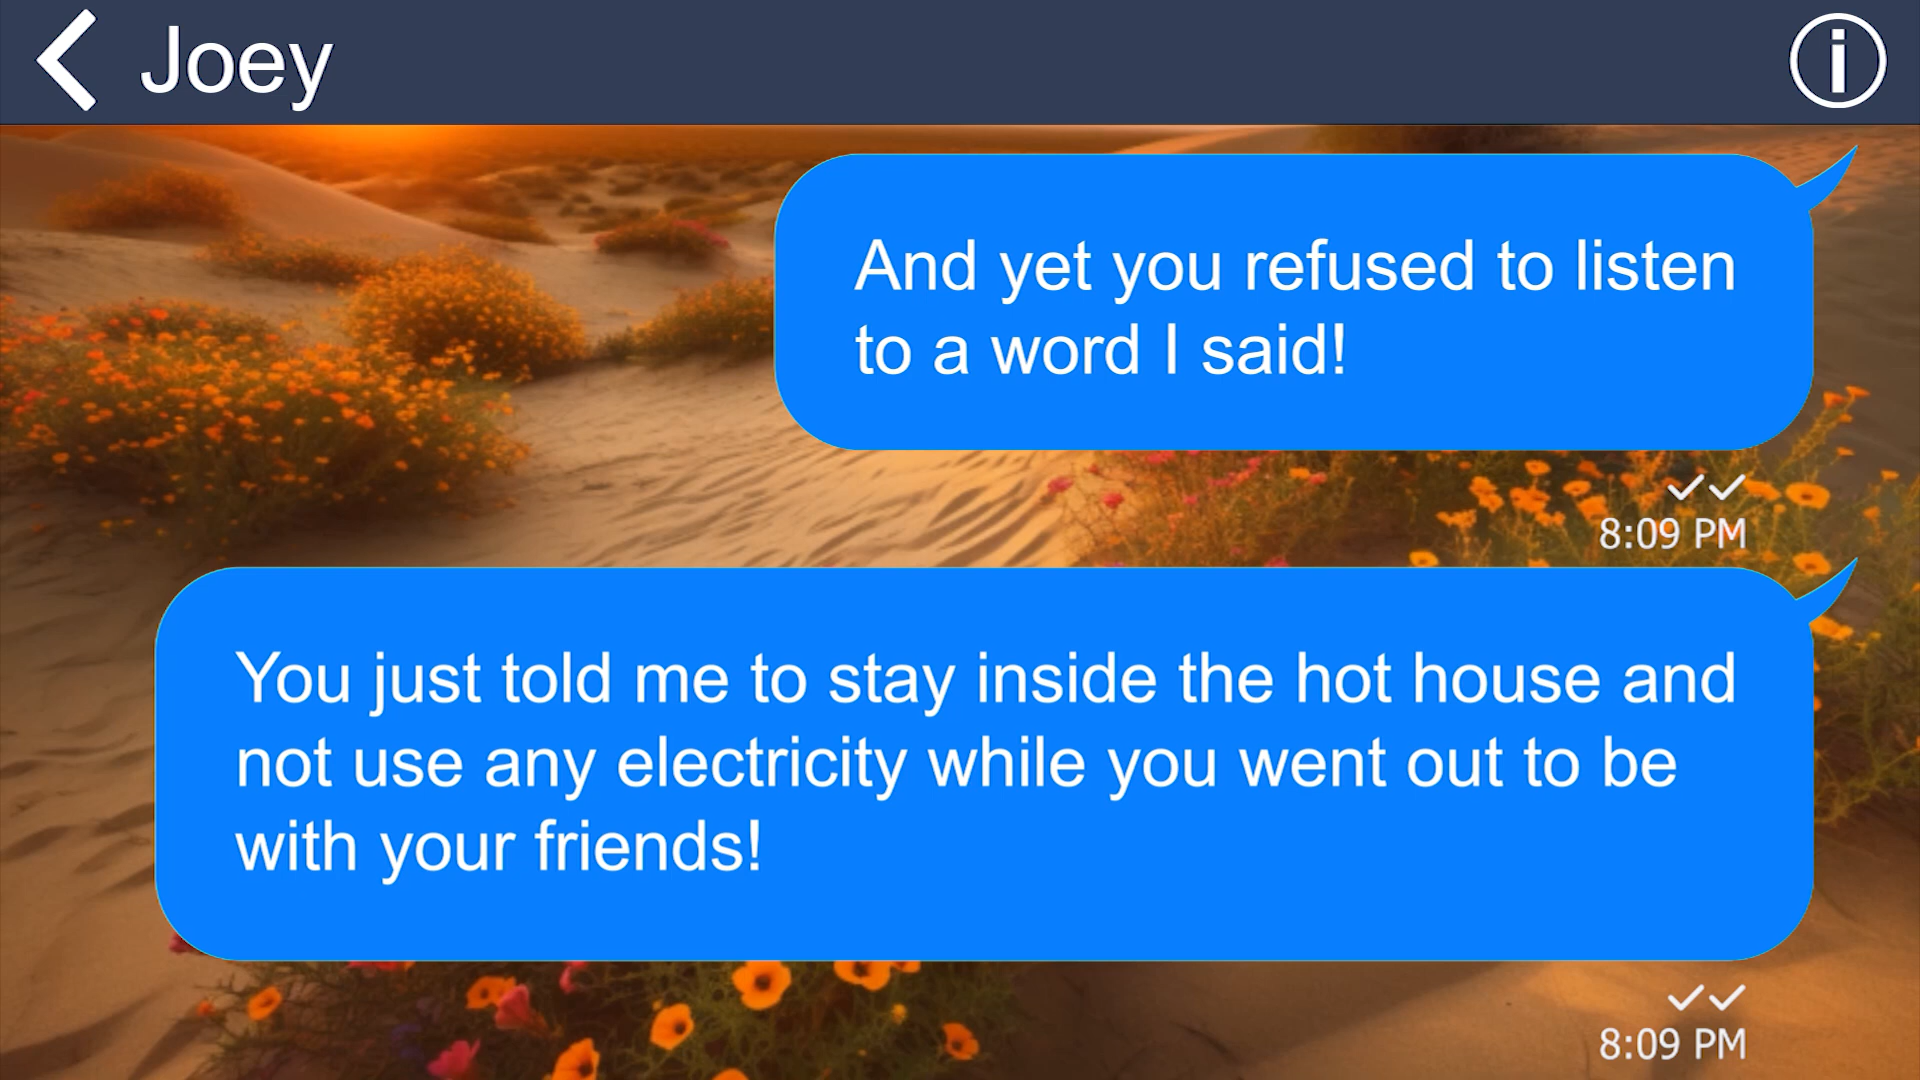 Joey
And yet you refused to listen
to a word I said!
8:09 PM
You just told me to stay inside the hot house and
not use any electricity while you went out to be
with your friends!
8:09 PM